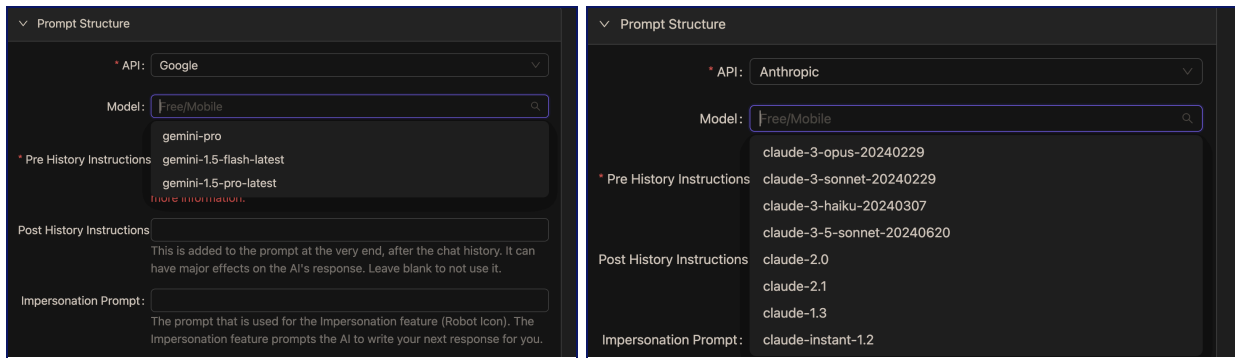 Prompt Structure
* API: Google
Model: Free/Mobile
gemini-pro
* Pre History Instructions gemini-1.5-flash-latest
gemini-1.5-pro-latest
more information.
Post History Instructions
This is added to the prompt at the very end, after the chat history. It can
have major effects on the AI's response. Leave blank to not use it.
Impersonation Prompt:
The prompt that is used for the Impersonation feature (Robot Icon). The
Impersonation feature prompts the AI to write your next response for you.
Prompt Structure
* API: Anthropic
Model: Free/Mobile
claude-3-opus-20240229
* Pre History Instructions claude-3-sonnet-20240229
claude-3-haiku-20240307
claude-3-5-sonnet-20240620
Post History Instructions claude-2.0
claude-2.1
claude-1.3
Impersonation Prompt: claude-instant-1.2